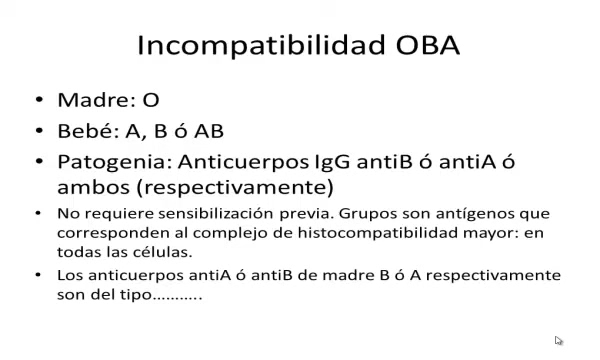 Incompatibilidad OBA
• Madre: O
• Bebé: A, B ó AB
• Patogenia: Anticuerpos IgG antiB ó antiA ó
ambos (respectivamente)
• No requiere sensibilización previa. Grupos son antígenos que
corresponden al complejo de histocompatibilidad mayor: en
todas las células.
• Los anticuerpos antiA ó antiB de madre B ó A respectivamente
son del tipo...........